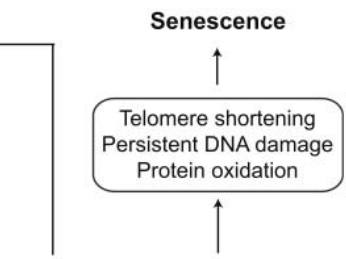 Senescence
Telomere shortening
Persistent DNA damage
Protein oxidation